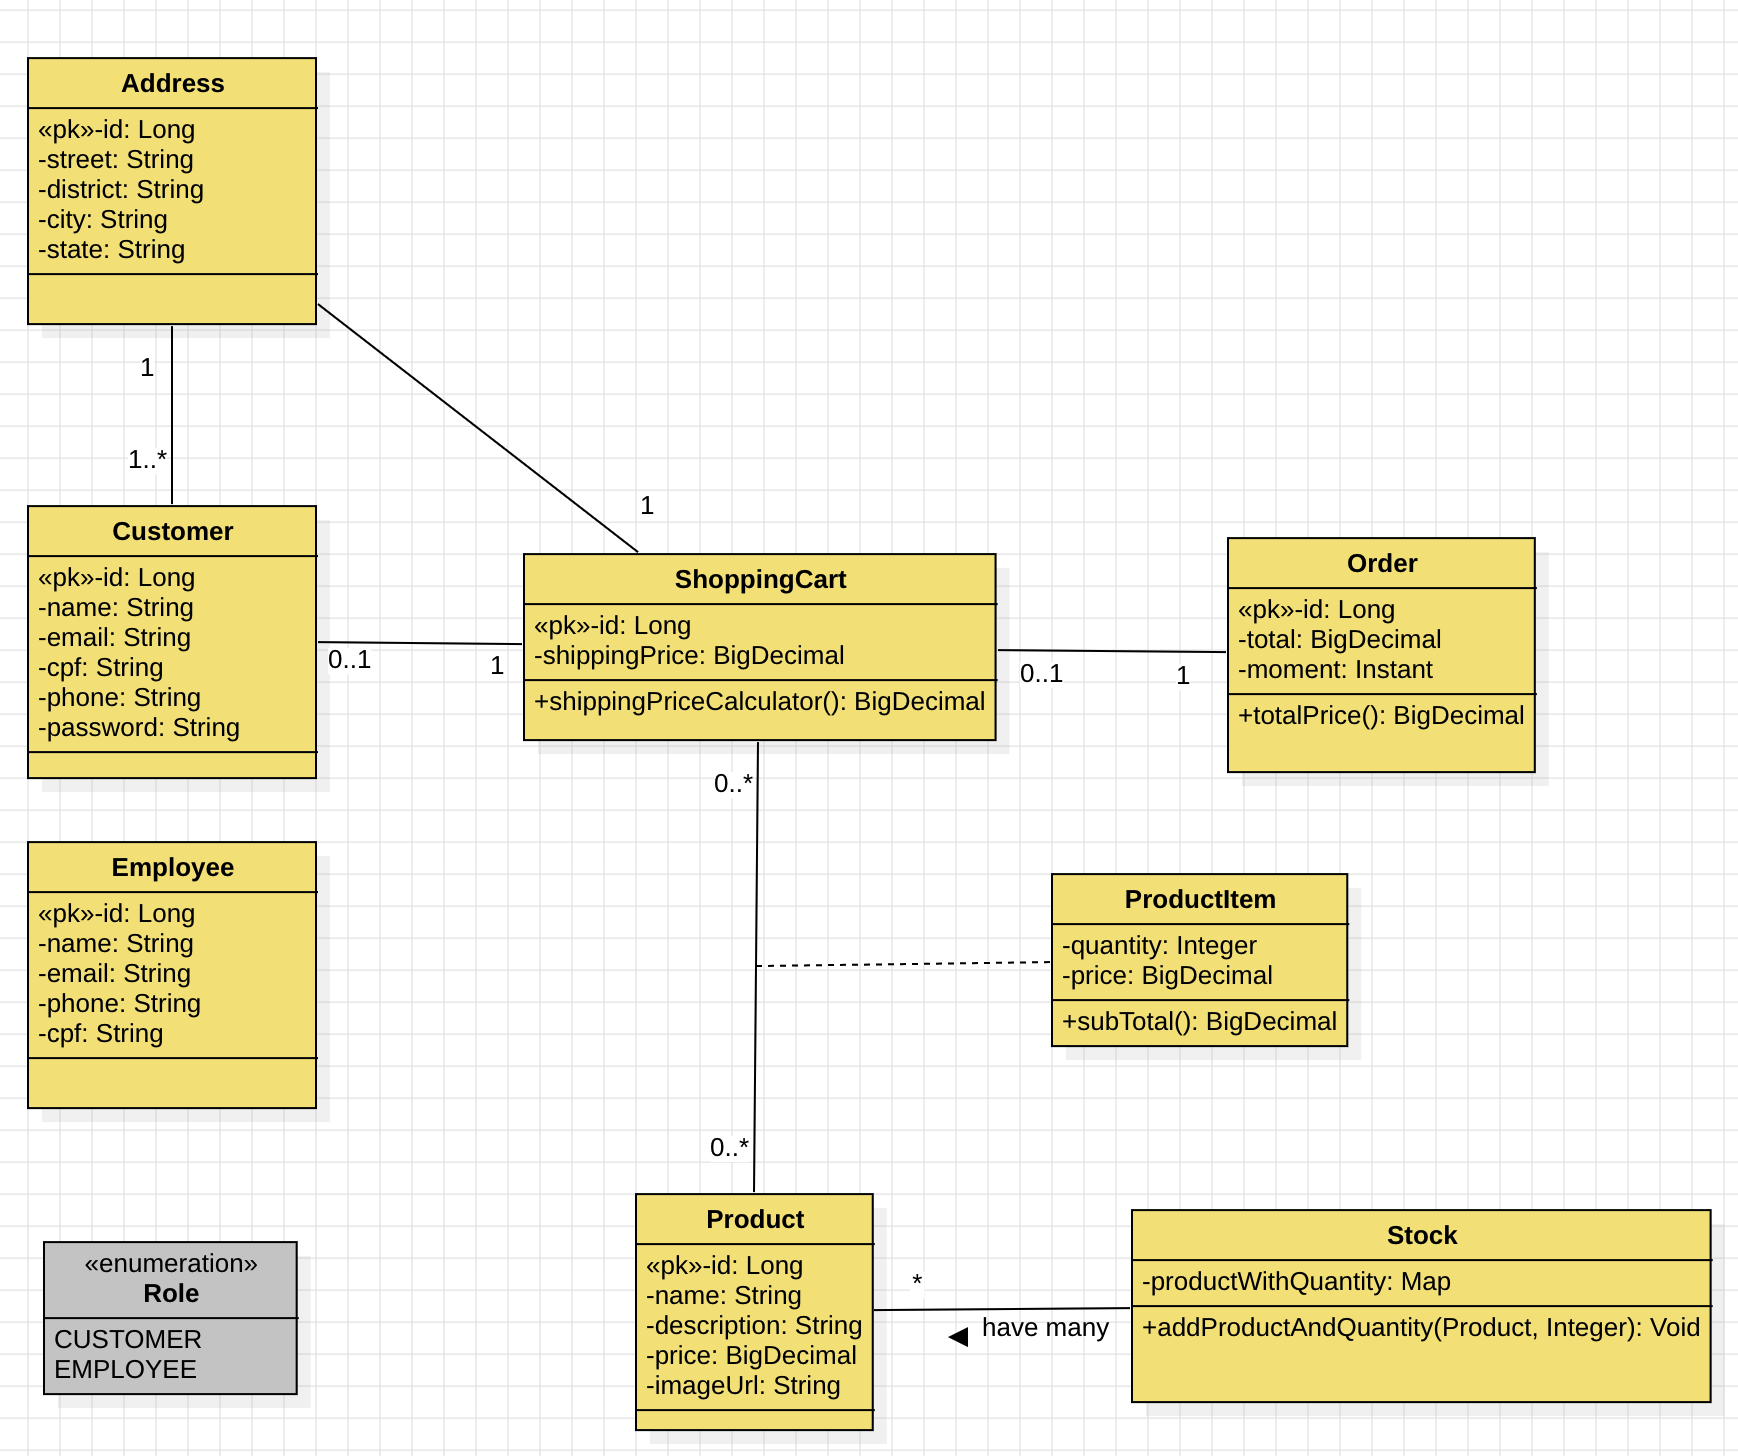 Address
«pk»-id: Long
-street: String
-district: String
-city: String
-state: String
1
1..*
1
Customer
«pk»-id: Long
-name: String
-email: String
-cpf: String
-phone: String
-password: String
0..1
1
ShoppingCart
«pk»-id: Long
-shippingPrice: BigDecimal
+shippingPriceCalculator(): BigDecimal
0..1
1
Order
«pk»-id: Long
-total: BigDecimal
-moment: Instant
+totalPrice(): BigDecimal
0..*
Employee
«pk»-id: Long
-name: String
-email: String
-phone: String
-cpf: String
ProductItem
-quantity: Integer
-price: BigDecimal
+subTotal(): BigDecimal
0..*
«enumeration»
Role
CUSTOMER
EMPLOYEE
Product
«pk»-id: Long
-name: String
-description: String
-price: BigDecimal
-imageUrl: String
*
have many
Stock
-productWithQuantity: Map
+addProductAndQuantity(Product, Integer): Void